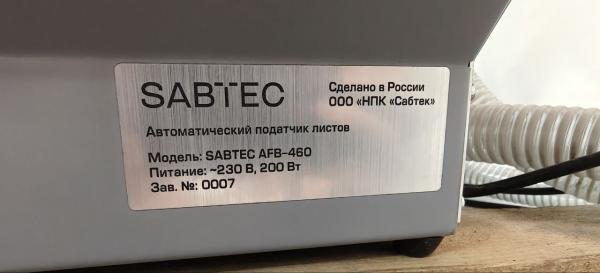 SABTEC
Сделано в России
ООО «НПК «Сабтек»
Автоматический податчик листов
Модель: SABTEC AFB-460
Питание: ~230 В, 200 Вт
Зав. №: 0007